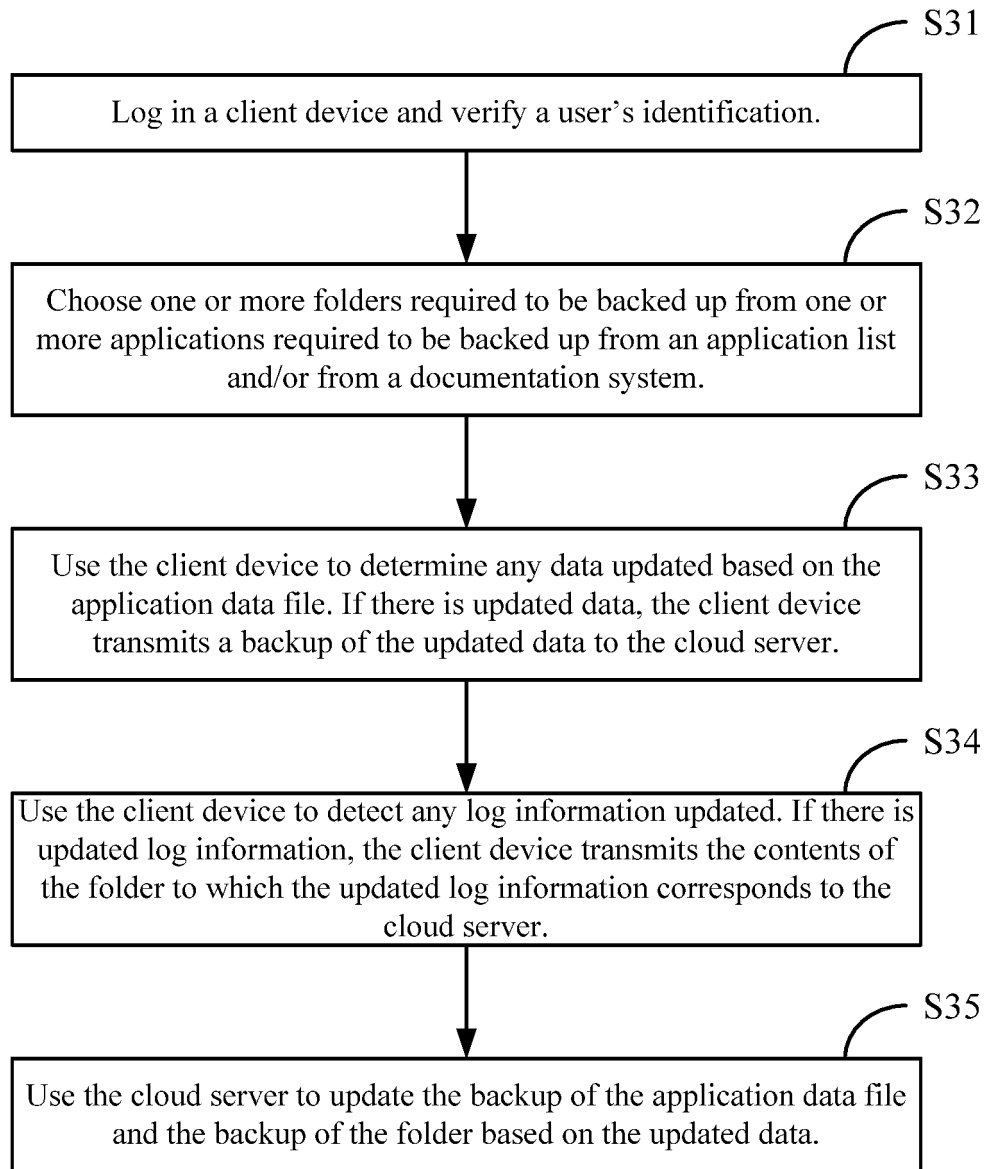 S31
Log in a client device and verify a user’s identification.
S32
Choose one or more folders required to be backed up from one or
more applications required to be backed up from an application list
and/or from a documentation system.
S33
Use the client device to determine any data updated based on the
application data file. If there is updated data, the client device
transmits a backup of the updated data to the cloud server.
S34
Use the client device to detect any log information updated. If there is
updated log information, the client device transmits the contents of
the folder to which the updated log information corresponds to the
cloud server.
S35
Use the cloud server to update the backup of the application data file
and the backup of the folder based on the updated data.